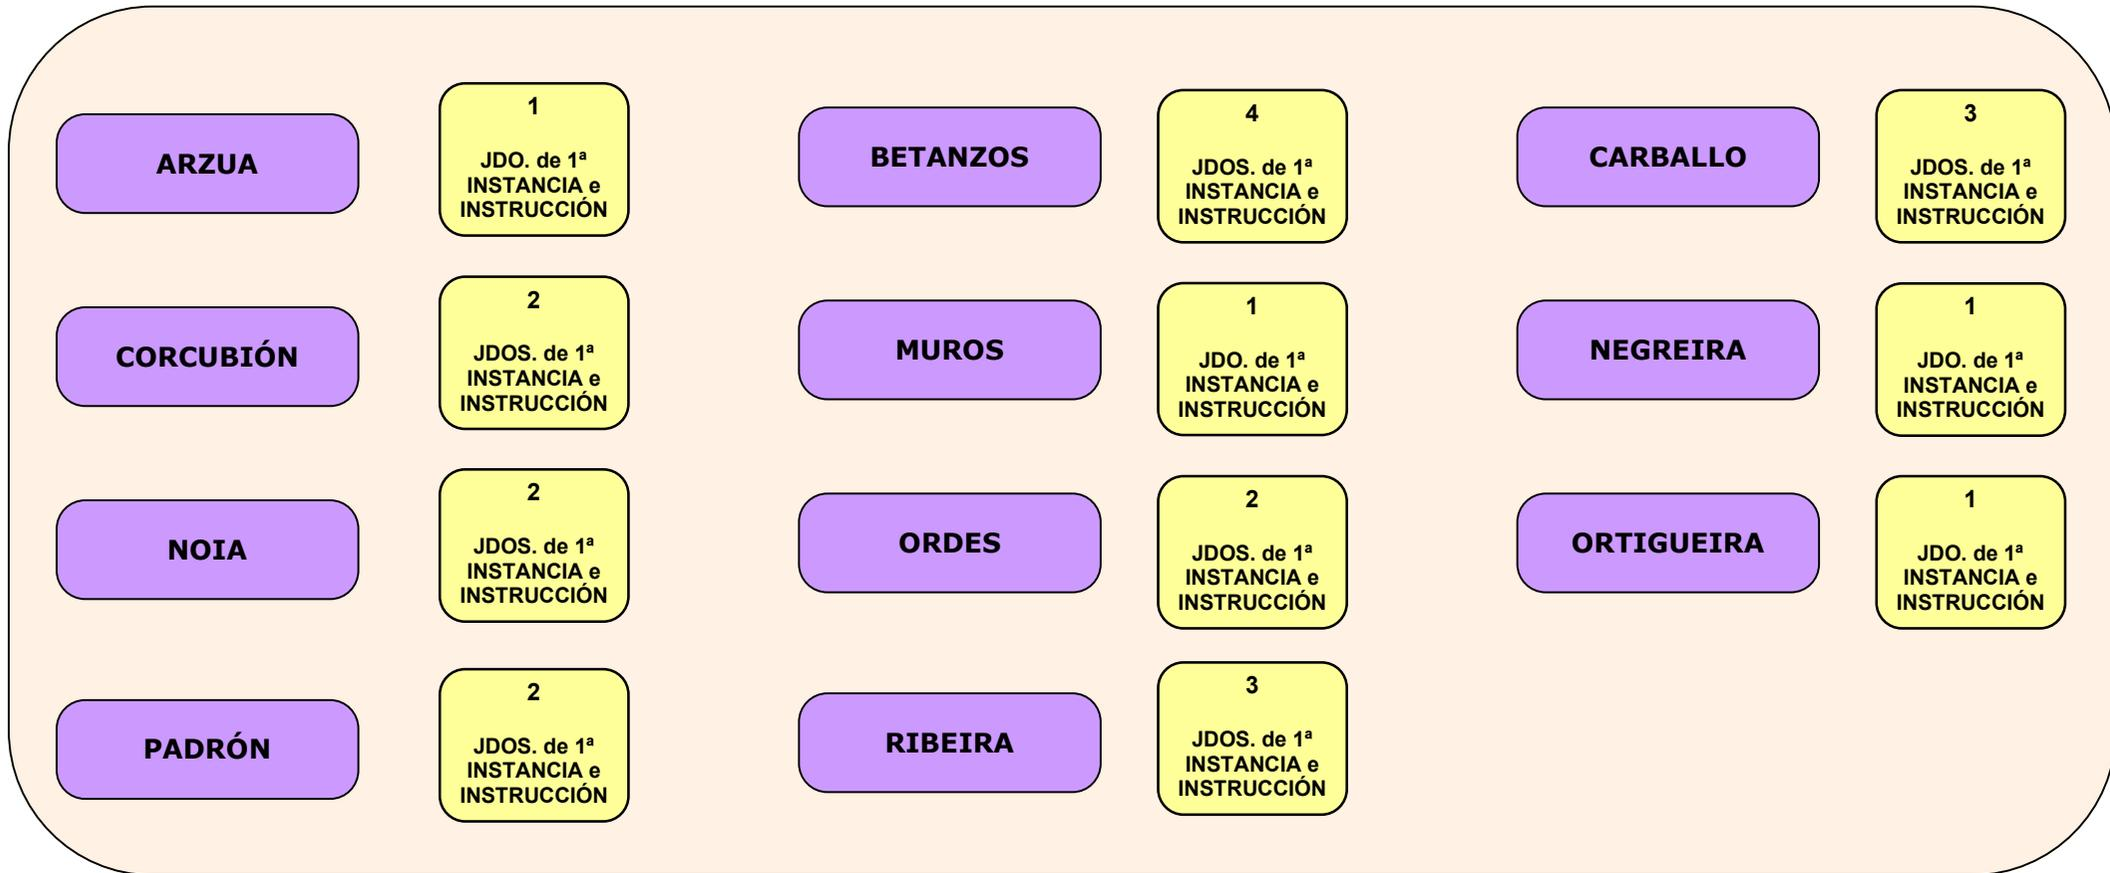 ARZUA
1
JDO. de 1ª
INSTANCIA e
INSTRUCCIÓN
BETANZOS
4
JDOS. de 1ª
INSTANCIA e
INSTRUCCIÓN
CARBALLO
3
JDOS. de 1ª
INSTANCIA e
INSTRUCCIÓN
CORCUBIÓN
2
JDOS. de 1ª
INSTANCIA e
INSTRUCCIÓN
MUROS
1
JDO. de 1ª
INSTANCIA e
INSTRUCCIÓN
NEGREIRA
1
JDO. de 1ª
INSTANCIA e
INSTRUCCIÓN
NOIA
2
JDOS. de 1ª
INSTANCIA e
INSTRUCCIÓN
ORDES
2
JDOS. de 1ª
INSTANCIA e
INSTRUCCIÓN
ORTIGUEIRA
1
JDO. de 1ª
INSTANCIA e
INSTRUCCIÓN
PADRÓN
2
JDOS. de 1ª
INSTANCIA e
INSTRUCCIÓN
RIBEIRA
3
JDOS. de 1ª
INSTANCIA e
INSTRUCCIÓN